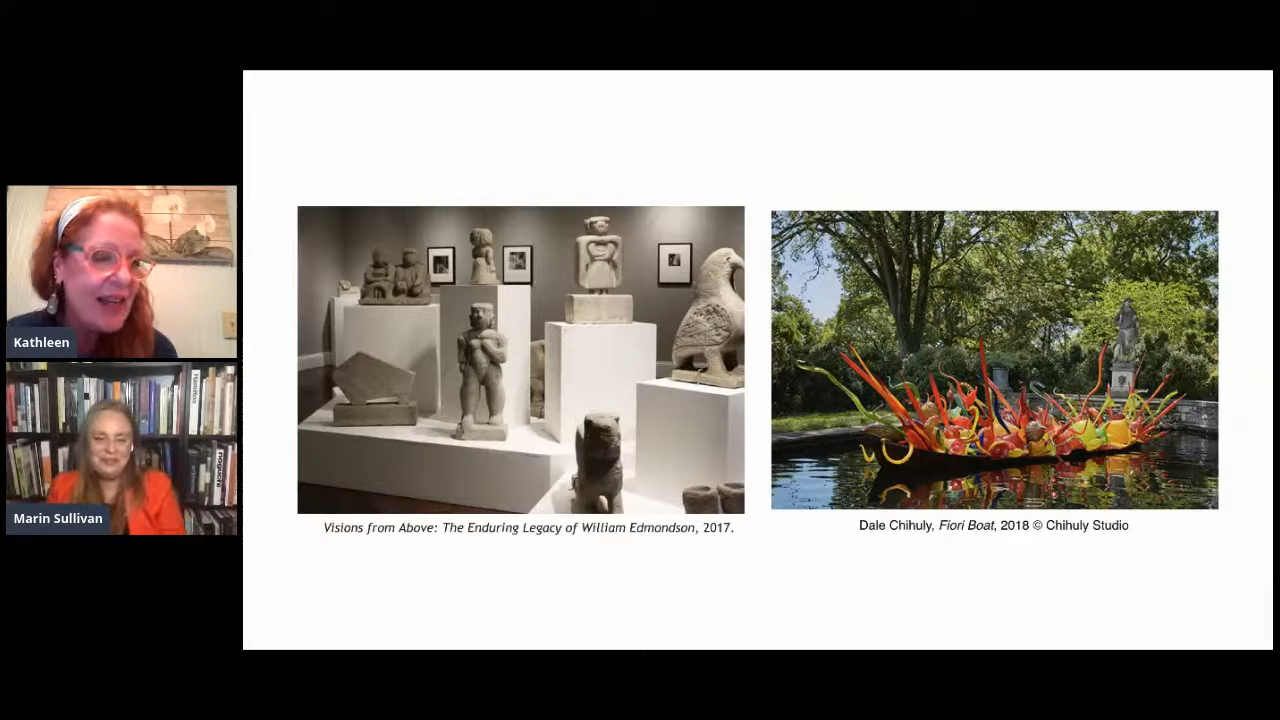 Kathleen
Marin Sullivan
Visions from Above: The Enduring Legacy of William Edmondson, 2017.
Dale Chihuly, Fiori Boat, 2018 © Chihuly Studio
noguchi